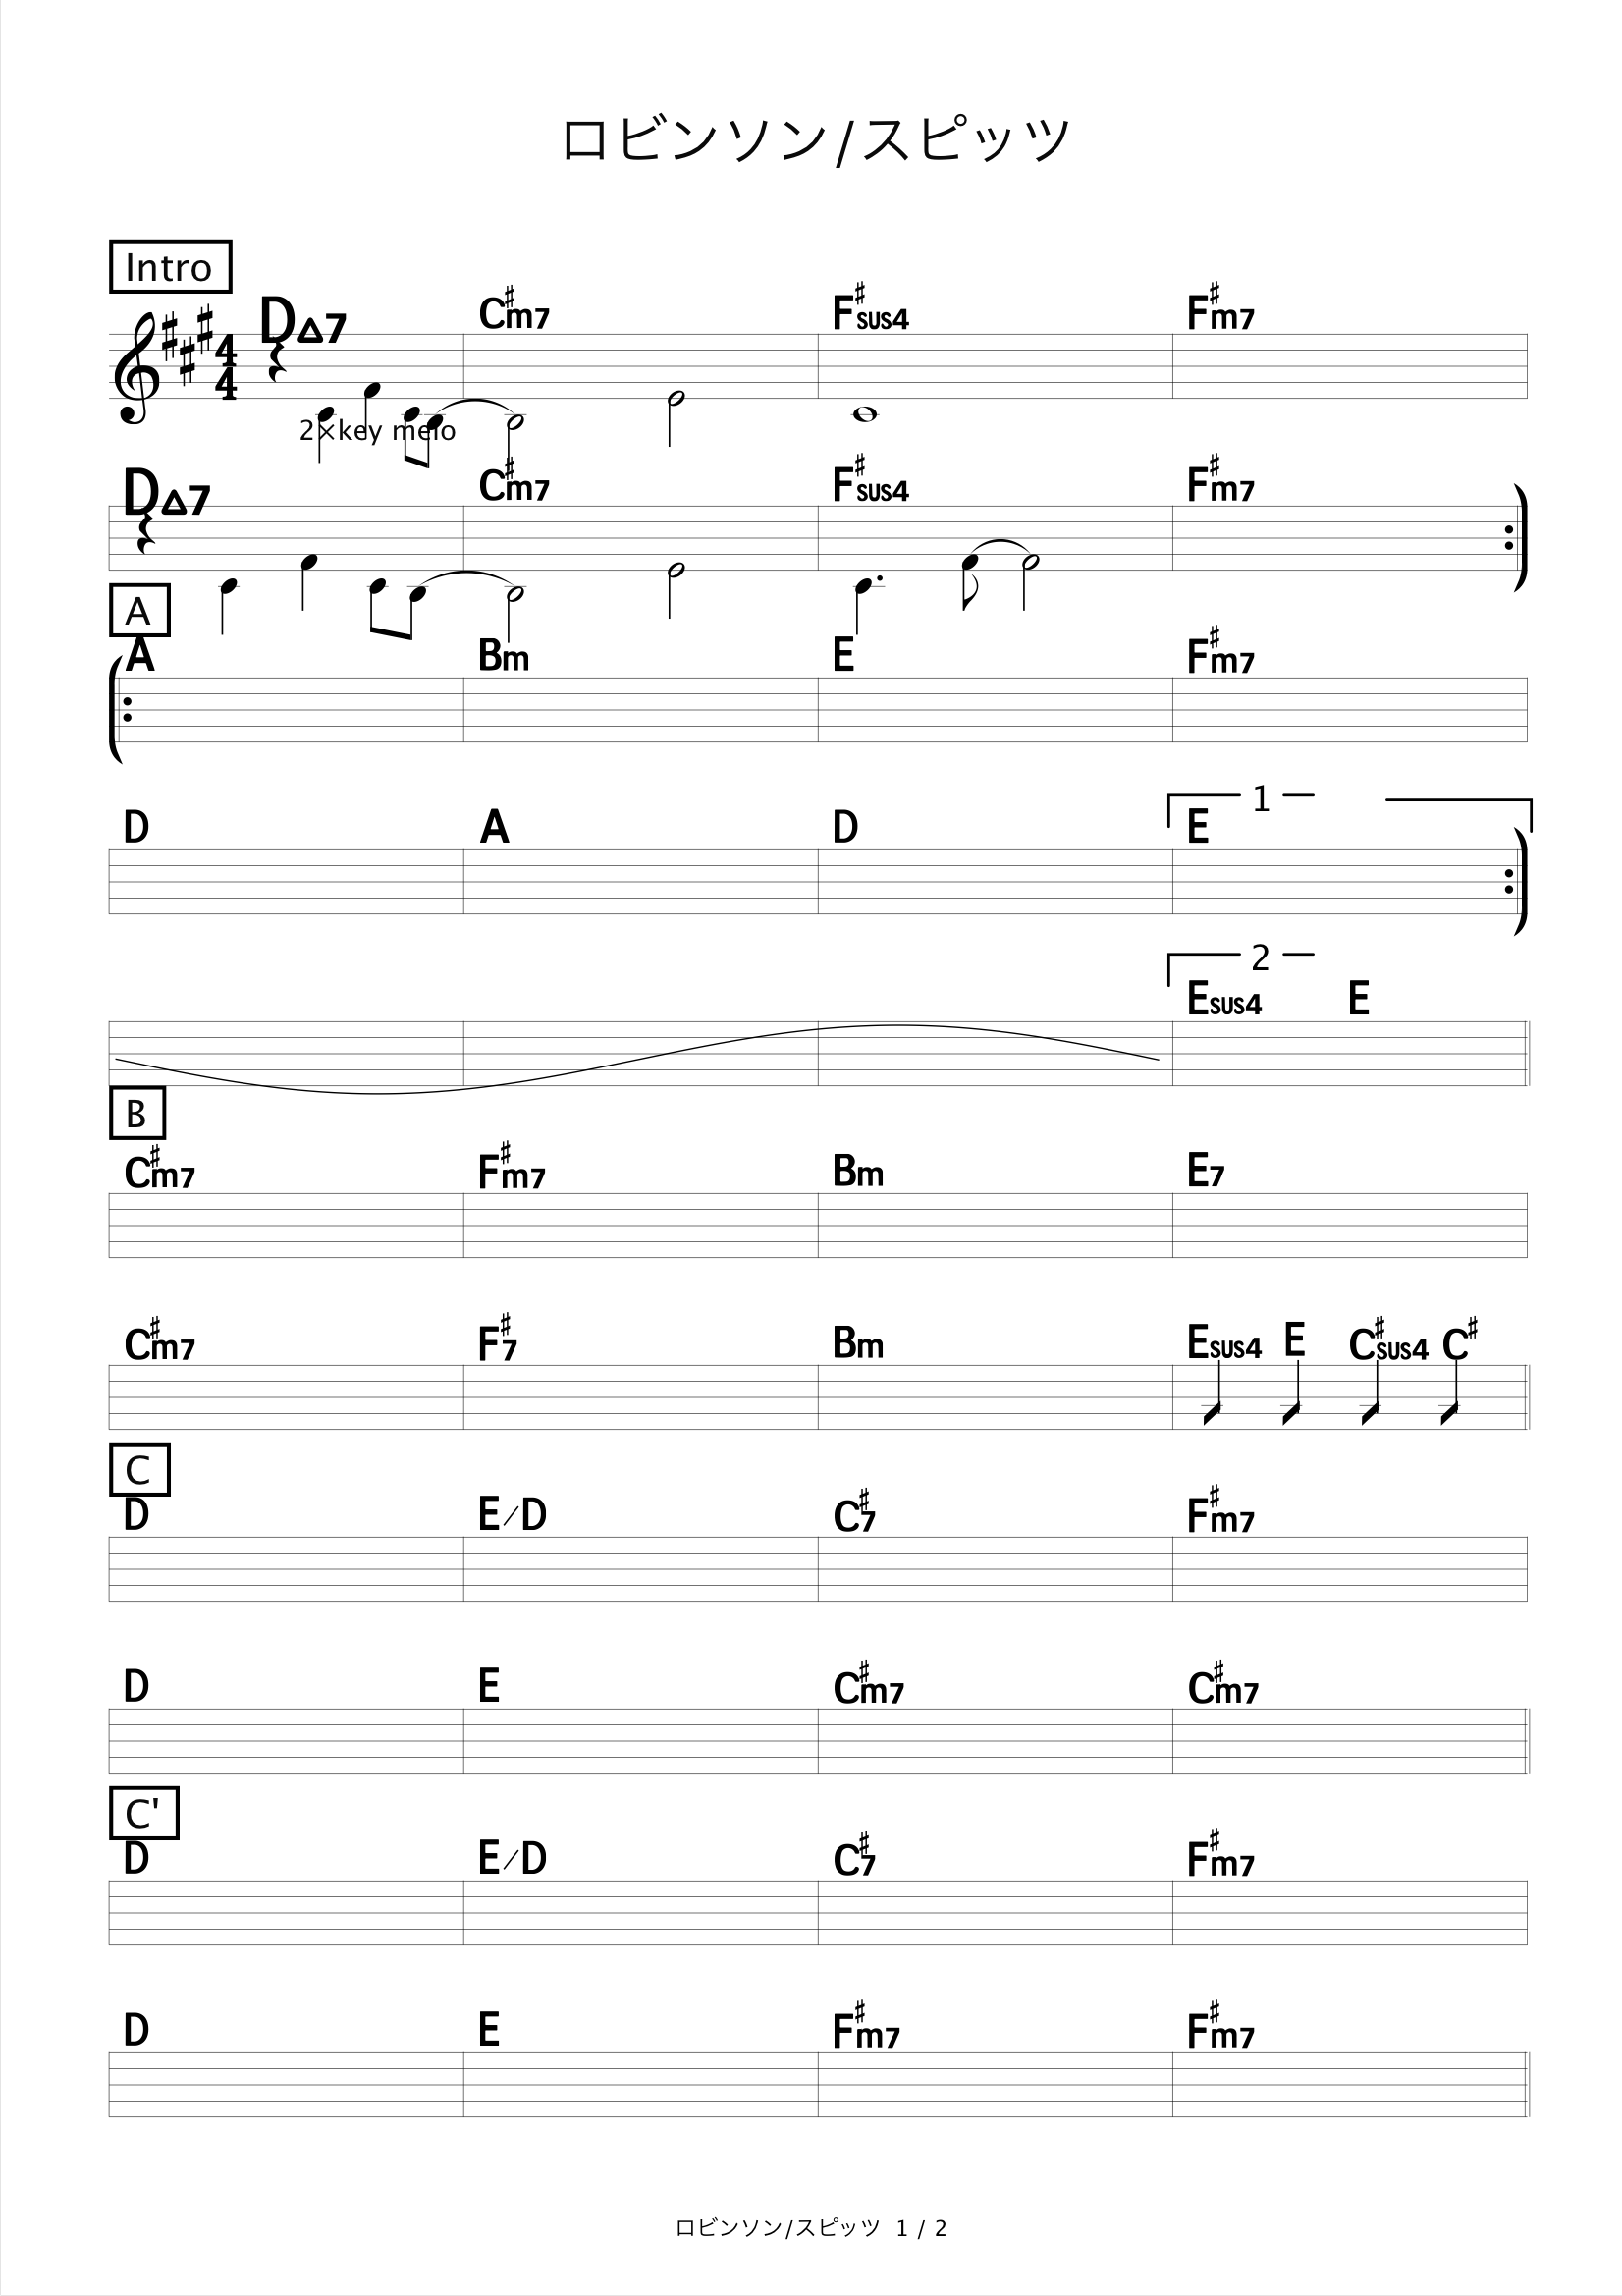 ロビンソン/スピッツ
Intro
4
4
D△7 C#m7 F#sus4 F#m7
2×key melo
D△7 C#m7 F#sus4 F#m7
A
A Bm E F#m7
1
D A D E
2
Esus4 E
B
C#m7 F#m7 Bm E7
C#m7 F#7 Bm Esus4 E C#sus4 C#
C
D E/D C#7 F#m7
D E C#m7 C#m7
C'
D E/D C#7 F#m7
D E F#m7 F#m7
ロビンソン/スピッツ 1 / 2